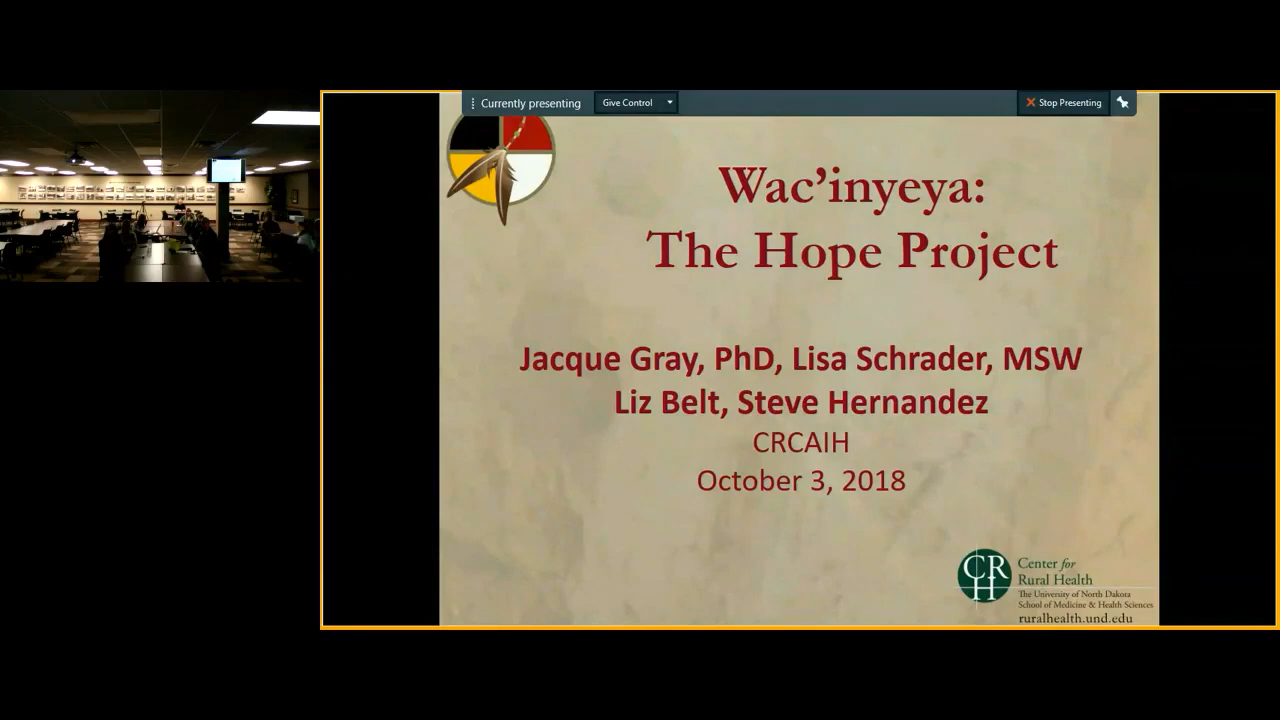 Currently presenting
Give Control
Stop Presenting
Wac’inyeya:
The Hope Project
Jacque Gray, PhD, Lisa Schrader, MSW
Liz Belt, Steve Hernandez
CRCAIH
October 3, 2018
CRH
Center for
Rural Health
The University of North Dakota
School of Medicine & Health Sciences
ruralhealth.und.edu